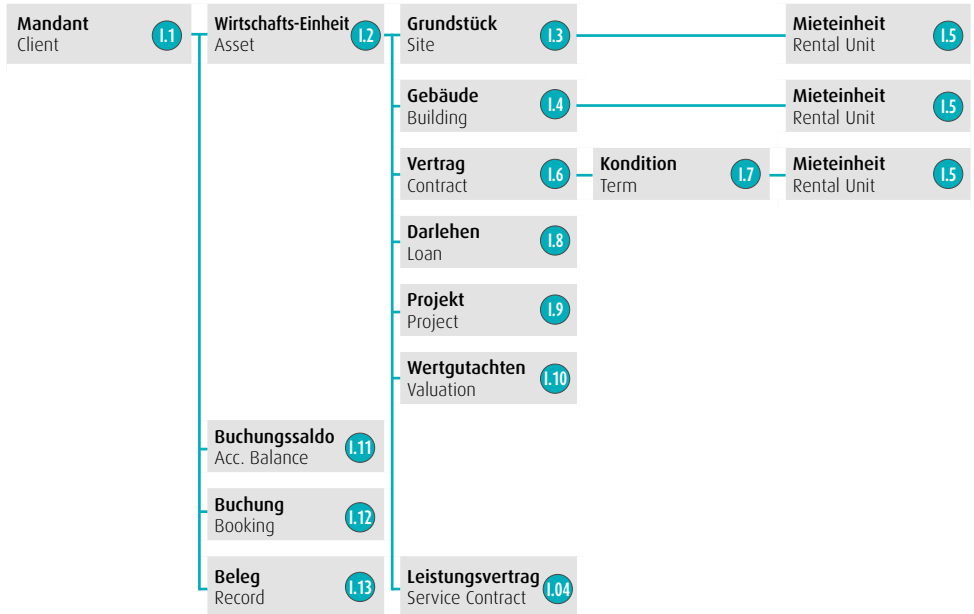 Mandant
Client
I.1
Wirtschafts-Einheit
Asset
I.2
Grundstück
Site
I.3
Mieteinheit
Rental Unit
I.5
Gebäude
Building
I.4
Mieteinheit
Rental Unit
I.5
Vertrag
Contract
I.6
Kondition
Term
I.7
Mieteinheit
Rental Unit
I.5
Darlehen
Loan
I.8
Projekt
Project
I.9
Wertgutachten
Valuation
I.10
Buchungssaldo
Acc. Balance
I.11
Buchung
Booking
I.12
Beleg
Record
I.13
Leistungsvertrag
Service Contract
I.04